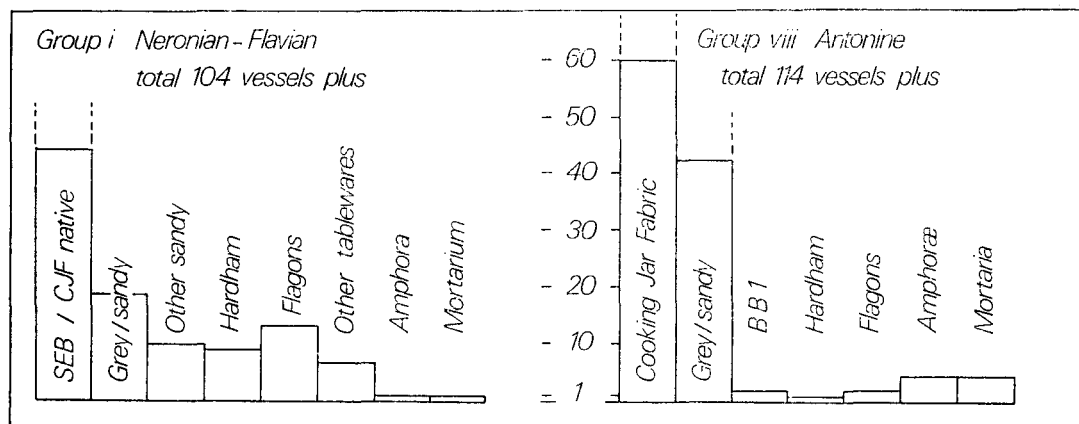 Group i Neronian-Flavian
total 104 vessels plus
SEB / CJF native
Grey/sandy
Other sandy
Hardham
Flagons
Other tablewares
Amphora
Mortarium
Group viii Antonine
total 114 vessels plus
- 60
- 50
- 40
- 30
- 20
- 10
- 1
Cooking Jar Fabric
Grey/sandy
BB1
Hardham
Flagons
Amphoræ
Mortaria